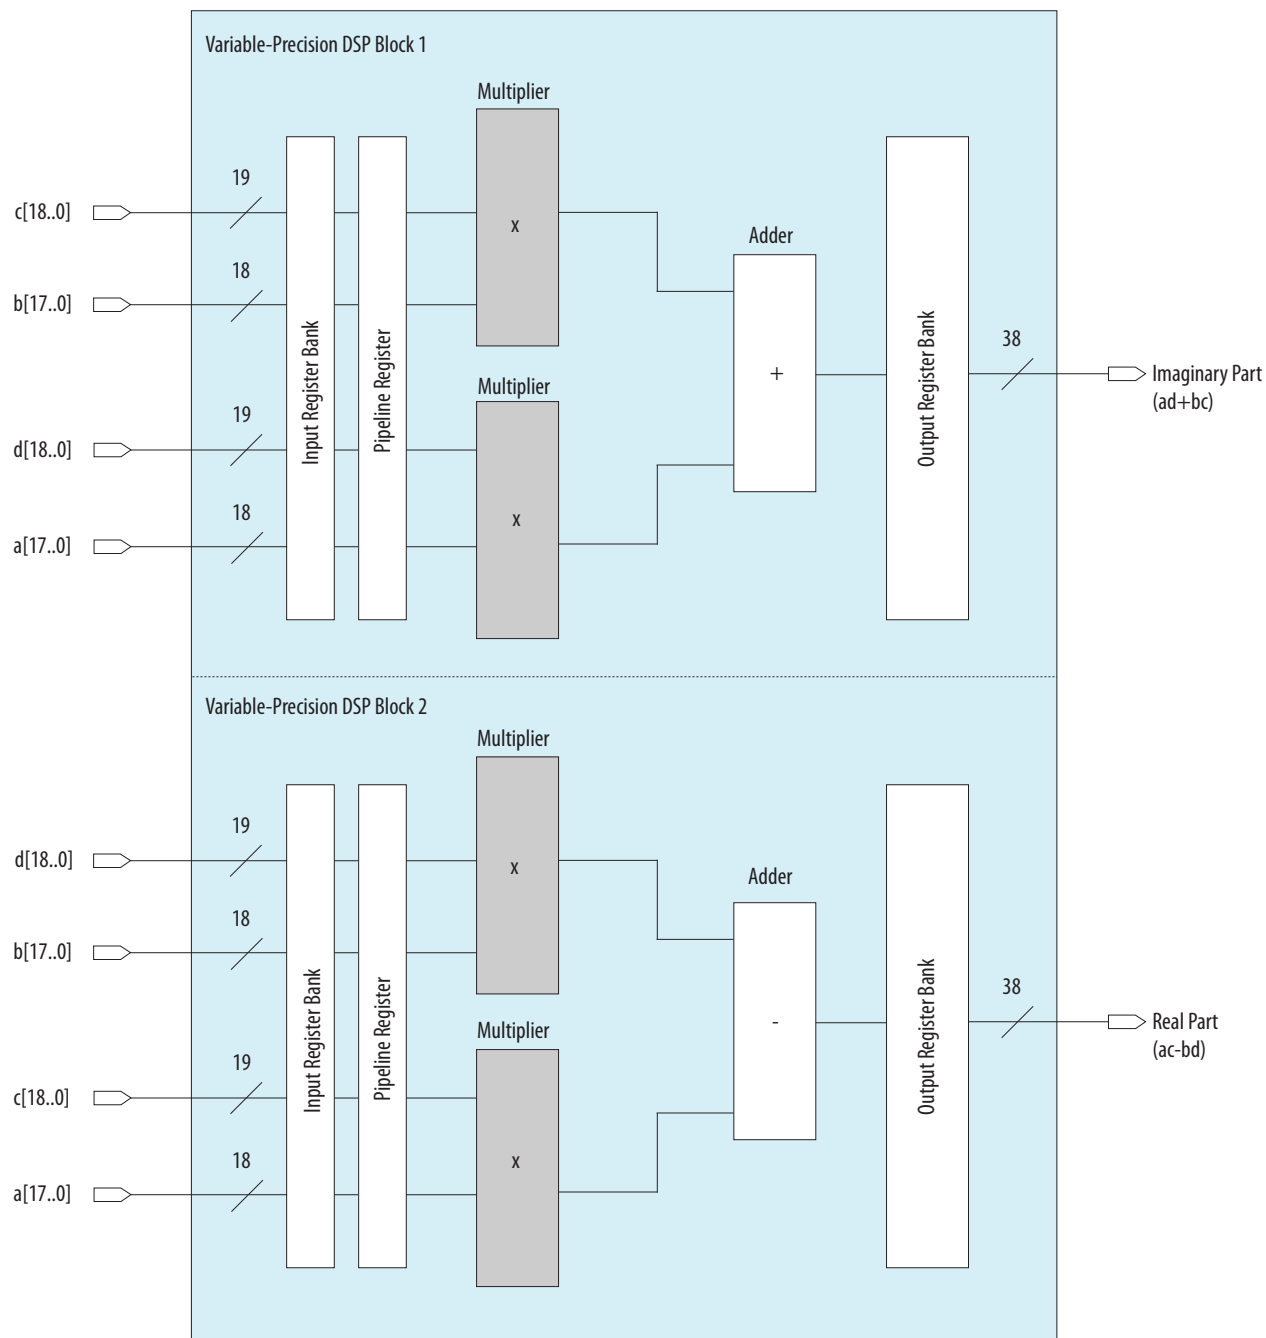 Variable-Precision DSP Block 1
Multiplier
19
c[18..0]
x
Adder
18
b[17..0]
Input Register Bank
Pipeline Register
Output Register Bank
38
+
Imaginary Part
(ad+bc)
Multiplier
19
d[18..0]
18
x
a[17..0]
Variable-Precision DSP Block 2
Multiplier
19
d[18..0]
x
Adder
18
b[17..0]
Input Register Bank
Pipeline Register
Output Register Bank
38
-
Real Part
(ac-bd)
Multiplier
19
c[18..0]
18
x
a[17..0]